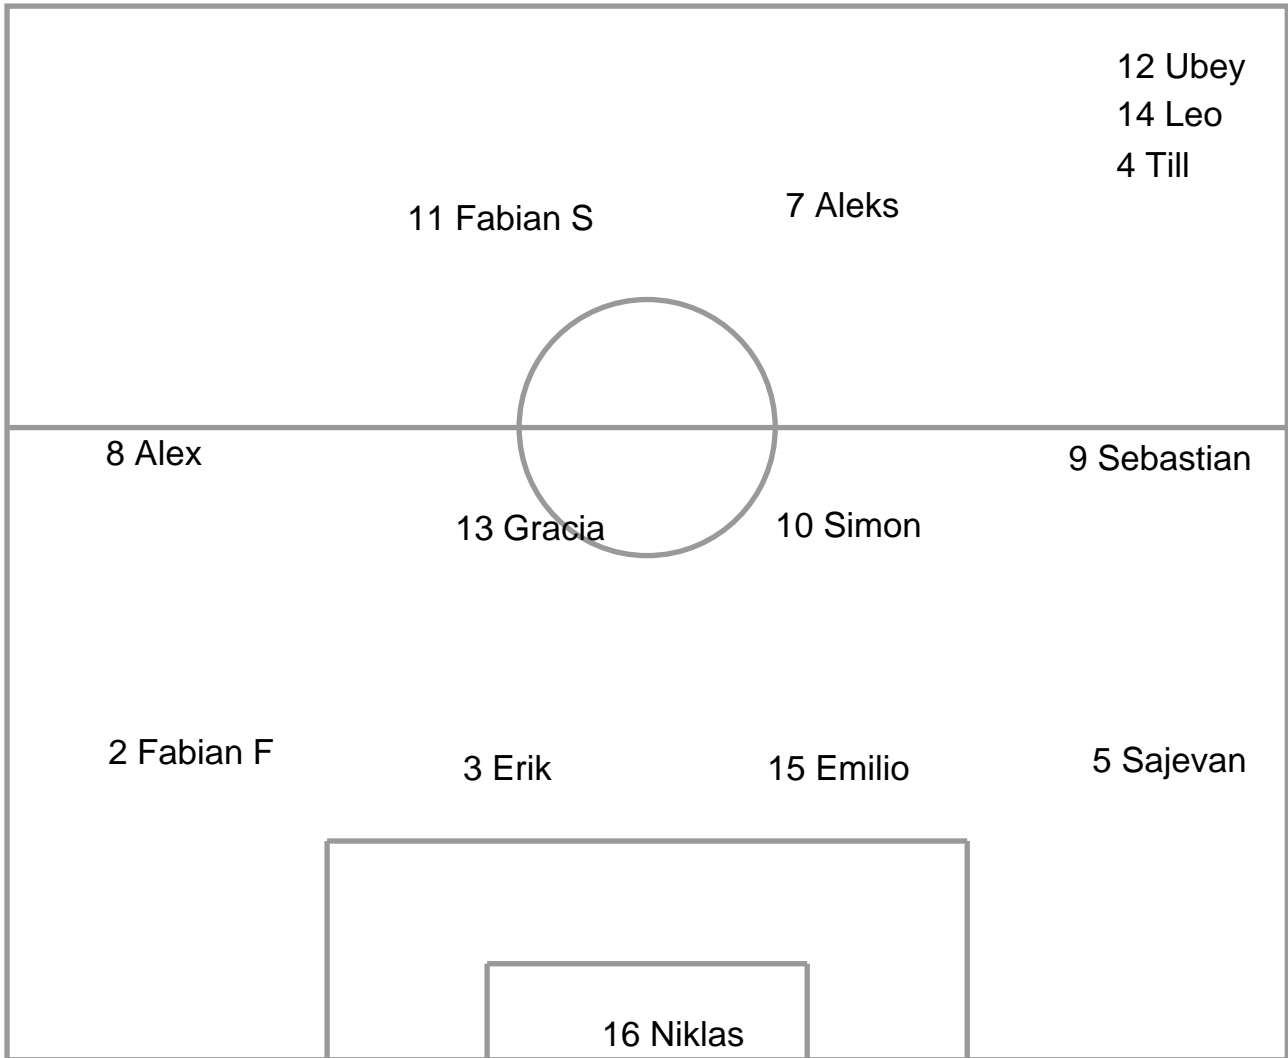 12 Ubey
14 Leo
4 Till
11 Fabian S
7 Aleks
8 Alex
9 Sebastian
13 Gracia
10 Simon
2 Fabian F
3 Erik
15 Emilio
5 Sajevan
16 Niklas